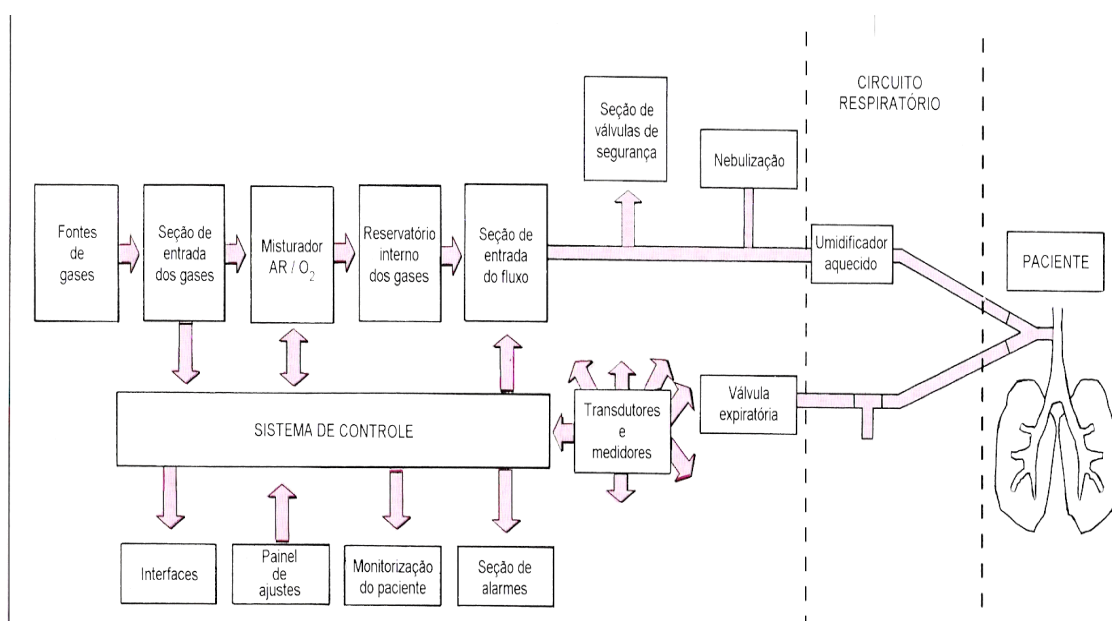 CIRCUITO
RESPIRATÓRIO
Seção de
válvulas de
segurança
Nebulização
Fontes
de
gases
Seção de
entrada
dos gases
Misturador
AR / O₂
Reservatório
interno
dos gases
Seção de
entrada
do fluxo
Umidificador
aquecido
PACIENTE
SISTEMA DE CONTROLE
Transdutores
e
medidores
Válvula
expiratória
Interfaces
Painel
de
ajustes
Monitorização
do paciente
Seção de
alarmes